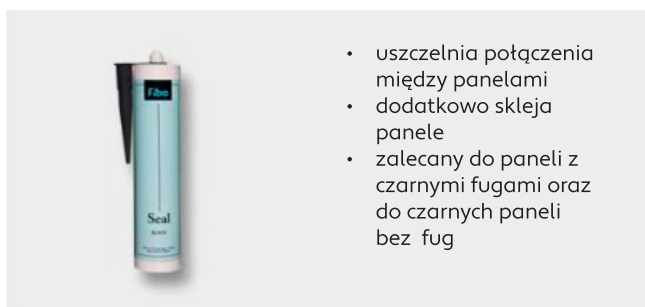 Fibo
Seal
BLACK
• uszczelnia połączenia
między panelami
• dodatkowo skleja
panele
• zalecany do paneli z
czarnymi fugami oraz
do czarnych paneli
bez fug